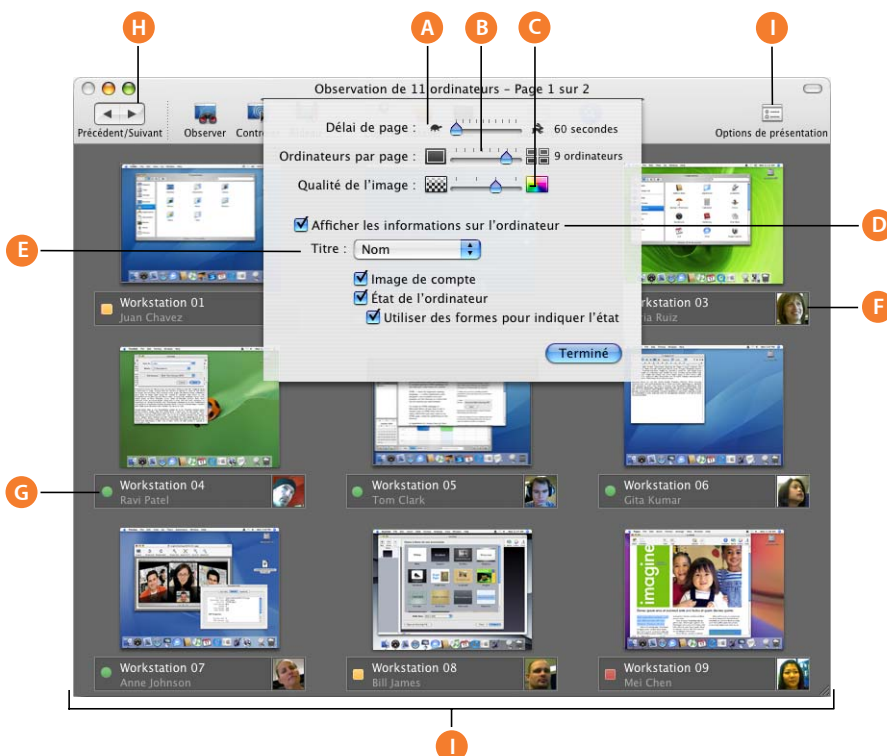 H
A
B
C
I
Observation de 11 ordinateurs – Page 1 sur 2
Précédent/Suivant
Observer
Options de présentation
Délai de page :
60 secondes
Ordinateurs par page :
9 ordinateurs
Qualité de l'image :
Afficher les informations sur l'ordinateur
D
E
Titre :
Nom
Image de compte
État de l'ordinateur
Utiliser des formes pour indiquer l'état
Terminé
Workstation 01
Juan Chavez
03
Ruiz
F
G
Workstation 04
Ravi Patel
Workstation 05
Tom Clark
Workstation 06
Gita Kumar
imagine
Workstation 07
Anne Johnson
Workstation 08
Bill James
Workstation 09
Mei Chen
I